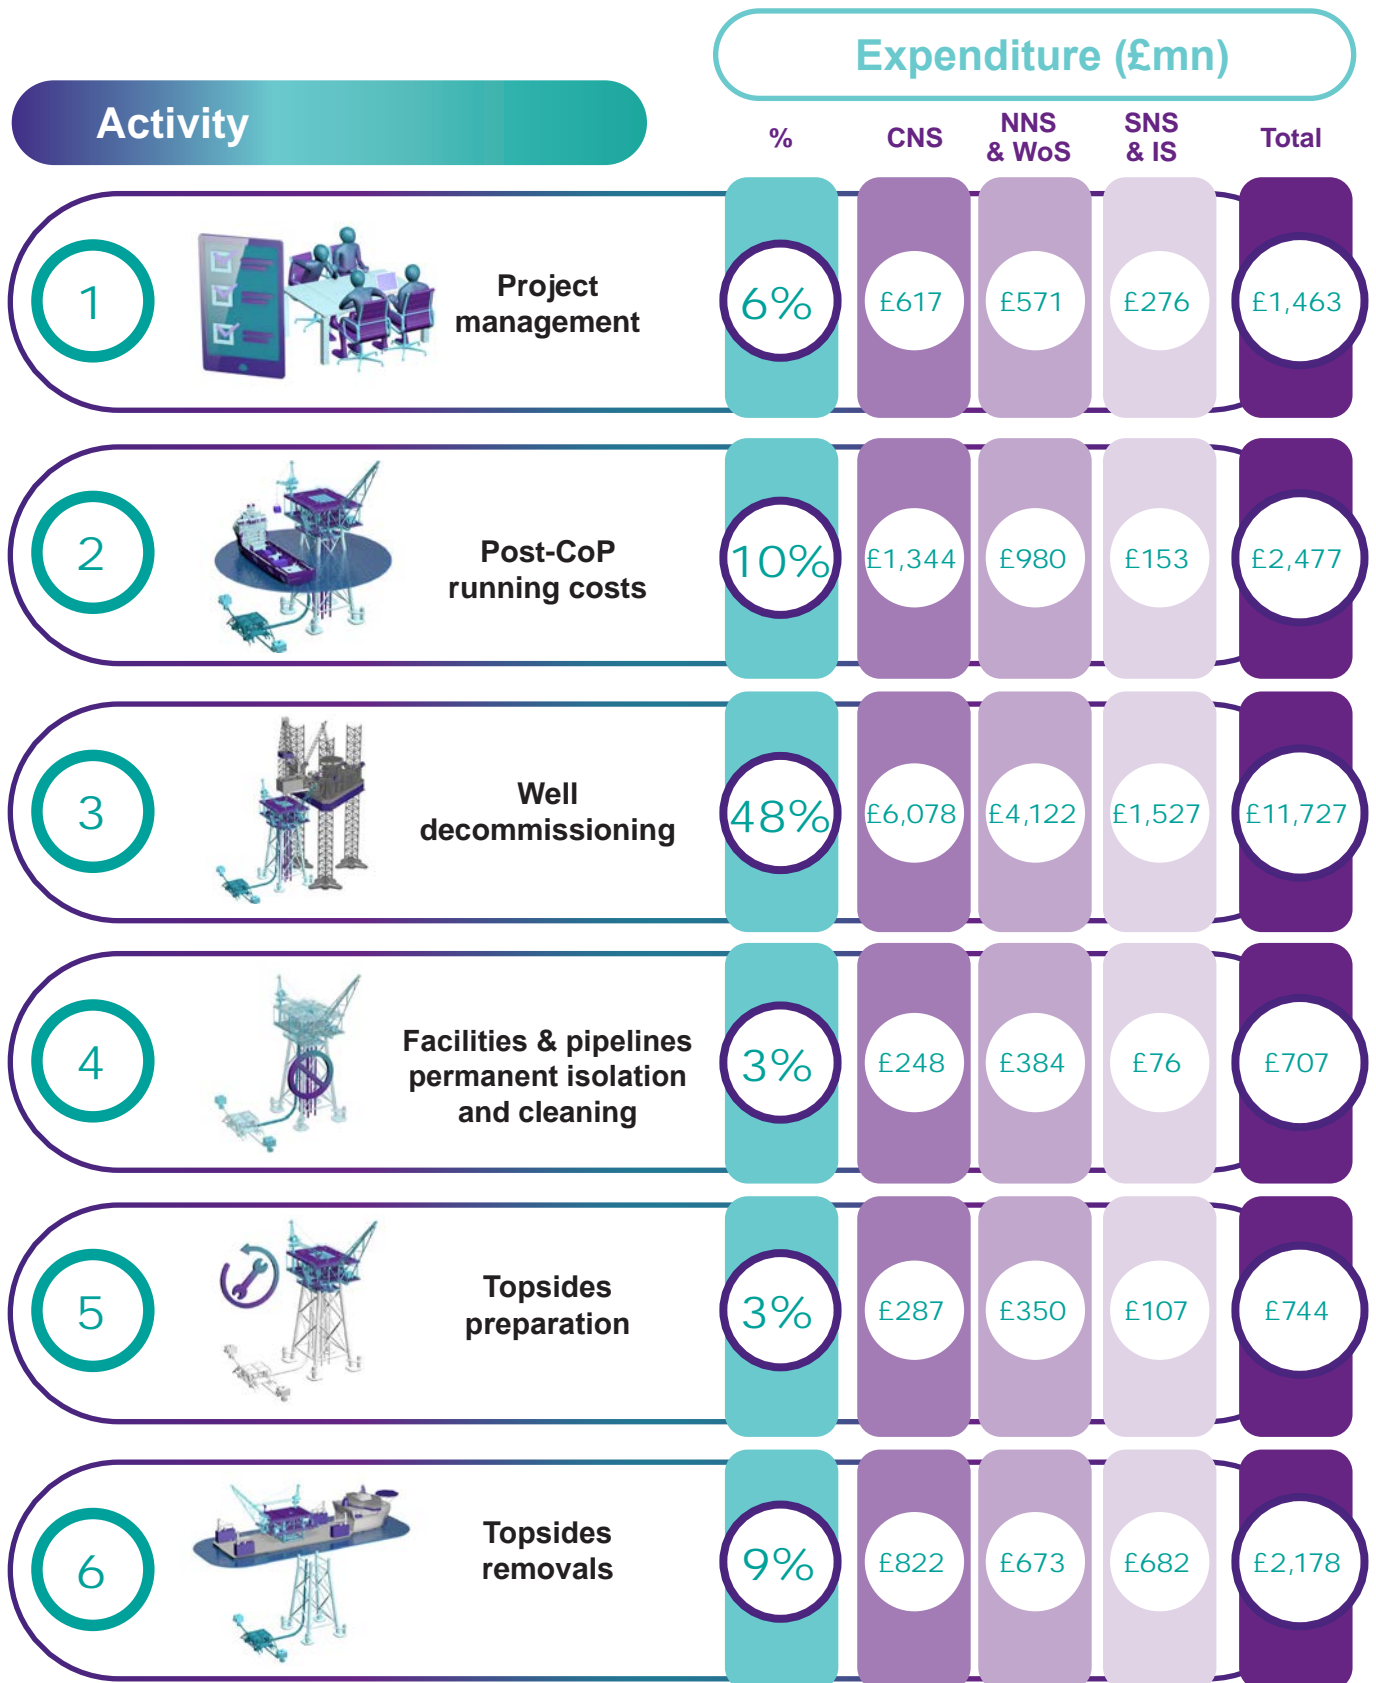 Expenditure (£mn)
Activity
%
CNS
NNS
& WoS
SNS
& IS
Total
1
Project
management
6%
£617
£571
£276
£1,463
2
Post-CoP
running costs
10%
£1,344
£980
£153
£2,477
3
Well
decommissioning
48%
£6,078
£4,122
£1,527
£11,727
4
Facilities & pipelines
permanent isolation
and cleaning
3%
£248
£384
£76
£707
5
Topsides
preparation
3%
£287
£350
£107
£744
6
Topsides
removals
9%
£822
£673
£682
£2,178